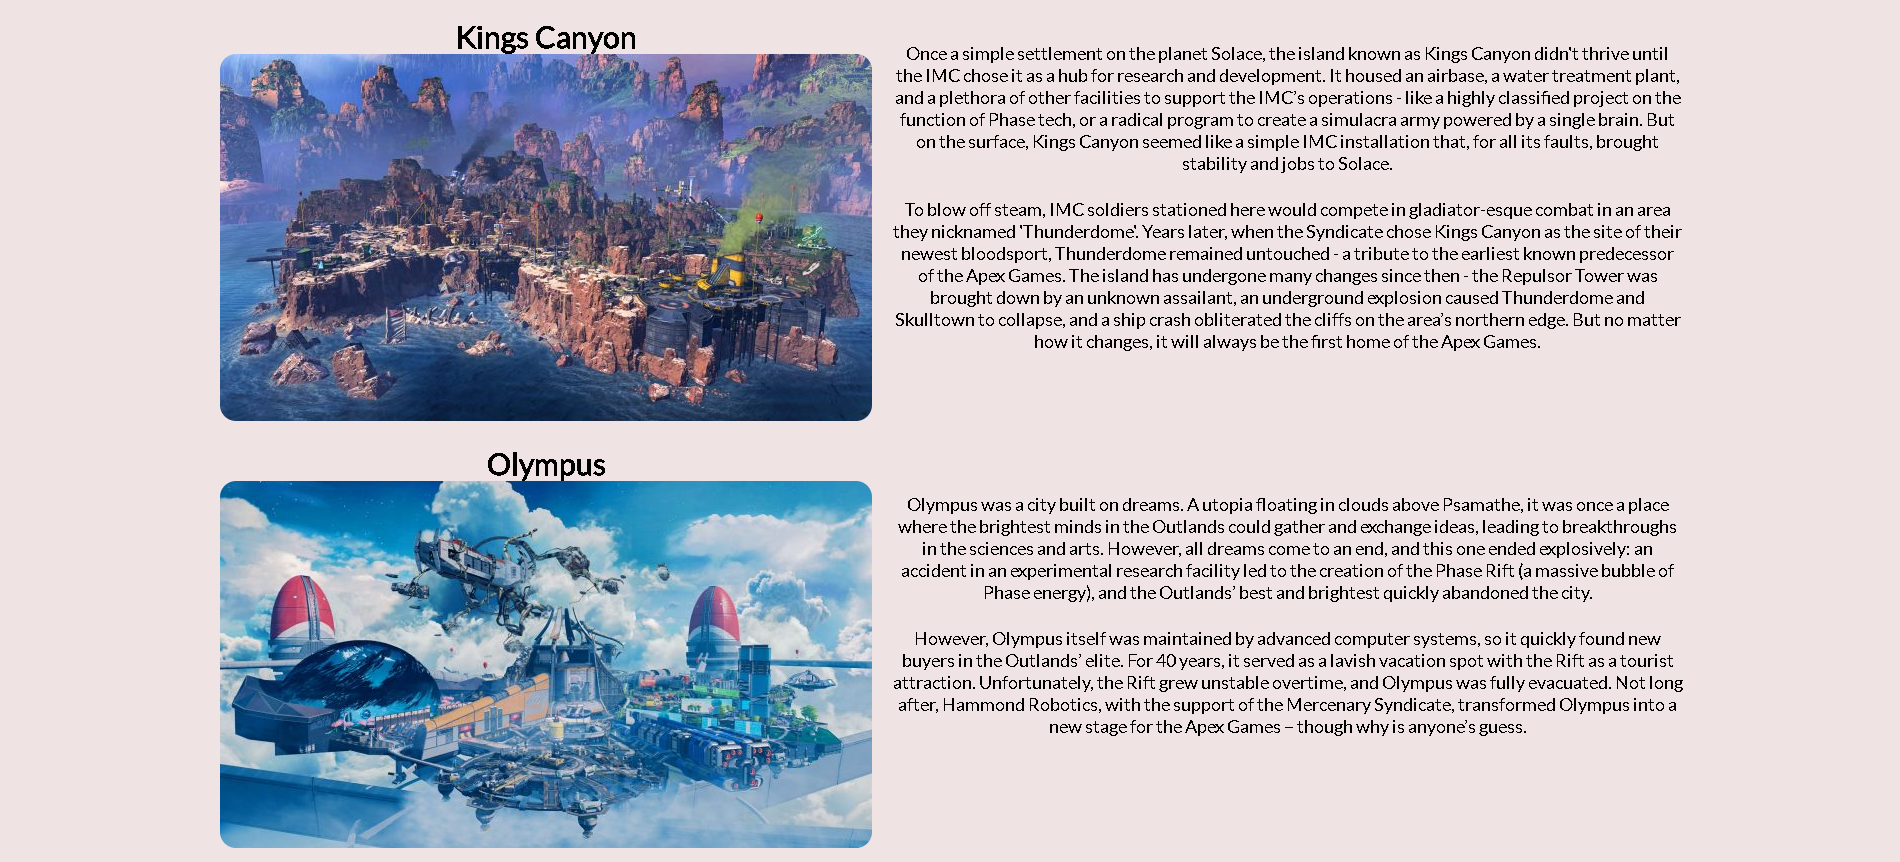 Kings Canyon
Once a simple settlement on the planet Solace, the island known as Kings Canyon didn't thrive until
the IMC chose it as a hub for research and development. It housed an airbase, a water treatment plant,
and a plethora of other facilities to support the IMC’s operations - like a highly classified project on the
function of Phase tech, or a radical program to create a simulacra army powered by a single brain. But
on the surface, Kings Canyon seemed like a simple IMC installation that, for all its faults, brought
stability and jobs to Solace.
To blow off steam, IMC soldiers stationed here would compete in gladiator-esque combat in an area
they nicknamed 'Thunderdome'. Years later, when the Syndicate chose Kings Canyon as the site of their
newest bloodsport, Thunderdome remained untouched - a tribute to the earliest known predecessor
of the Apex Games. The island has undergone many changes since then - the Repulsor Tower was
brought down by an unknown assailant, an underground explosion caused Thunderdome and
Skulltown to collapse, and a ship crash obliterated the cliffs on the area’s northern edge. But no matter
how it changes, it will always be the first home of the Apex Games.
Olympus
Olympus was a city built on dreams. A utopia floating in clouds above Psamathe, it was once a place
where the brightest minds in the Outlands could gather and exchange ideas, leading to breakthroughs
in the sciences and arts. However, all dreams come to an end, and this one ended explosively: an
accident in an experimental research facility led to the creation of the Phase Rift (a massive bubble of
Phase energy), and the Outlands’ best and brightest quickly abandoned the city.
However, Olympus itself was maintained by advanced computer systems, so it quickly found new
buyers in the Outlands’ elite. For 40 years, it served as a lavish vacation spot with the Rift as a tourist
attraction. Unfortunately, the Rift grew unstable overtime, and Olympus was fully evacuated. Not long
after, Hammond Robotics, with the support of the Mercenary Syndicate, transformed Olympus into a
new stage for the Apex Games – though why is anyone’s guess.